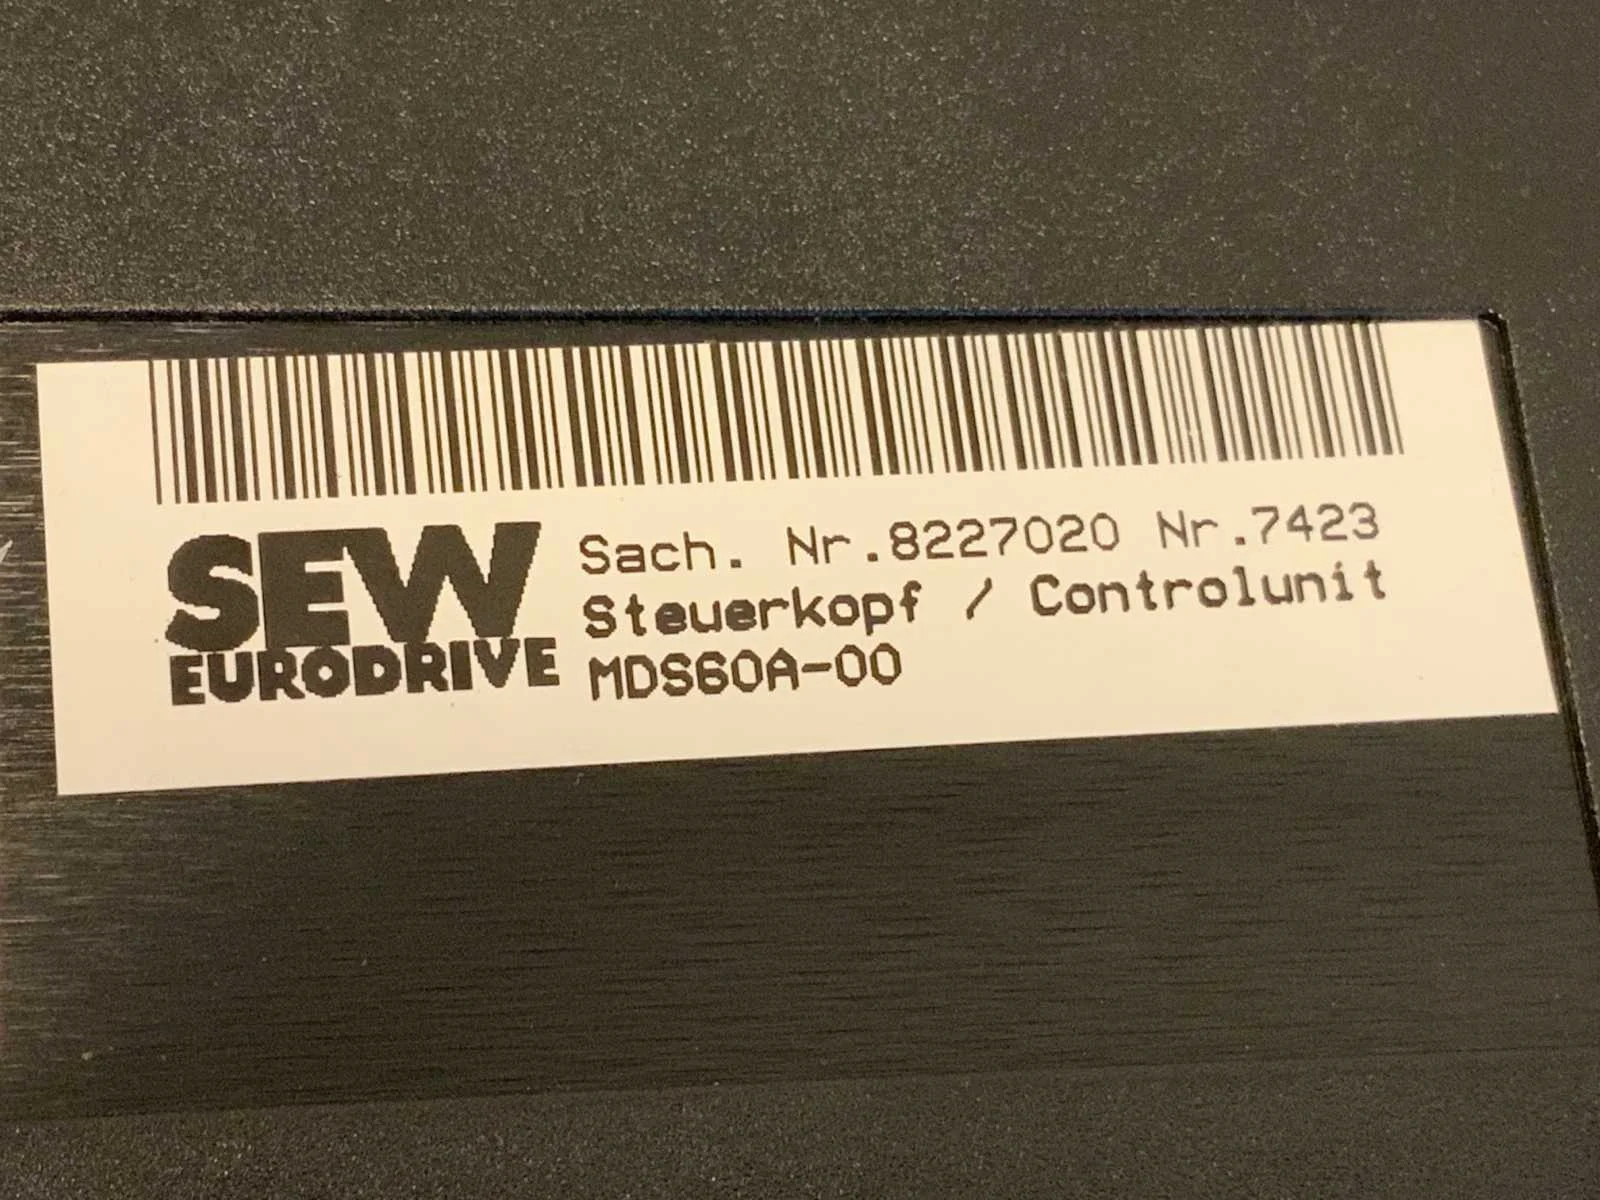 SEW
EURODRIVE
Sach. Nr.8227020 Nr.7423
Steuerkopf / Controlunit
MDS60A-00